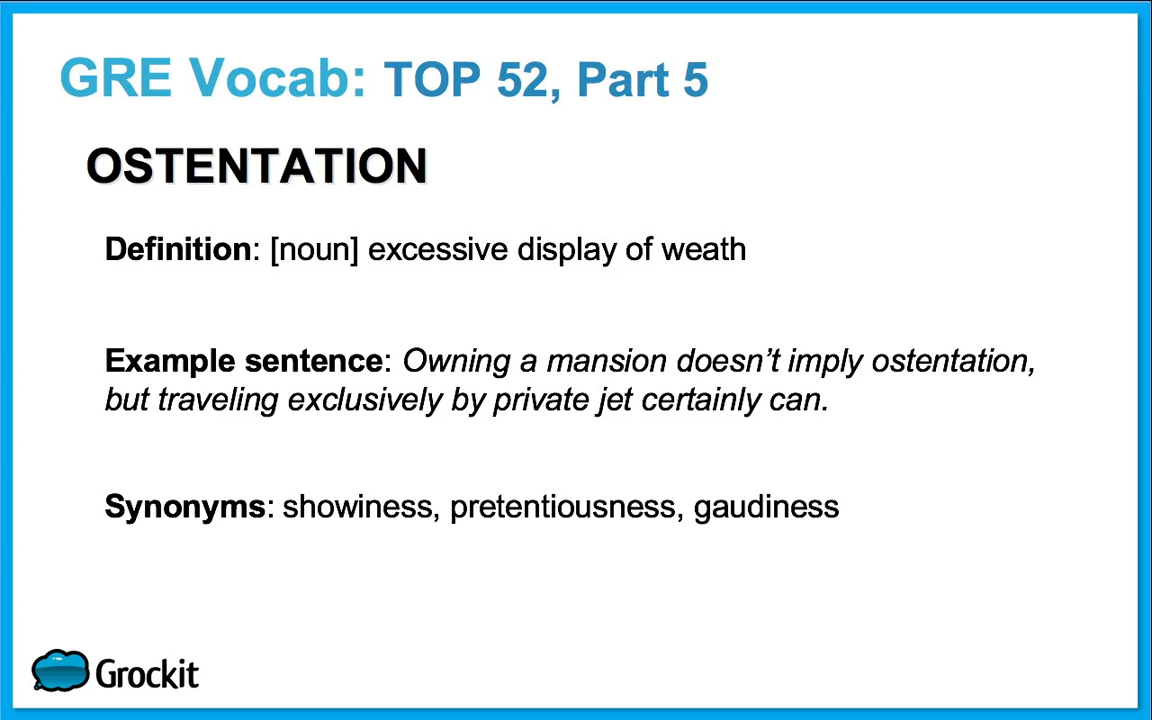 GRE Vocab: TOP 52, Part 5
OSTENTATION
Definition: [noun] excessive display of weath
Example sentence: Owning a mansion doesn’t imply ostentation,
but traveling exclusively by private jet certainly can.
Synonyms: showiness, pretentiousness, gaudiness
Grockit